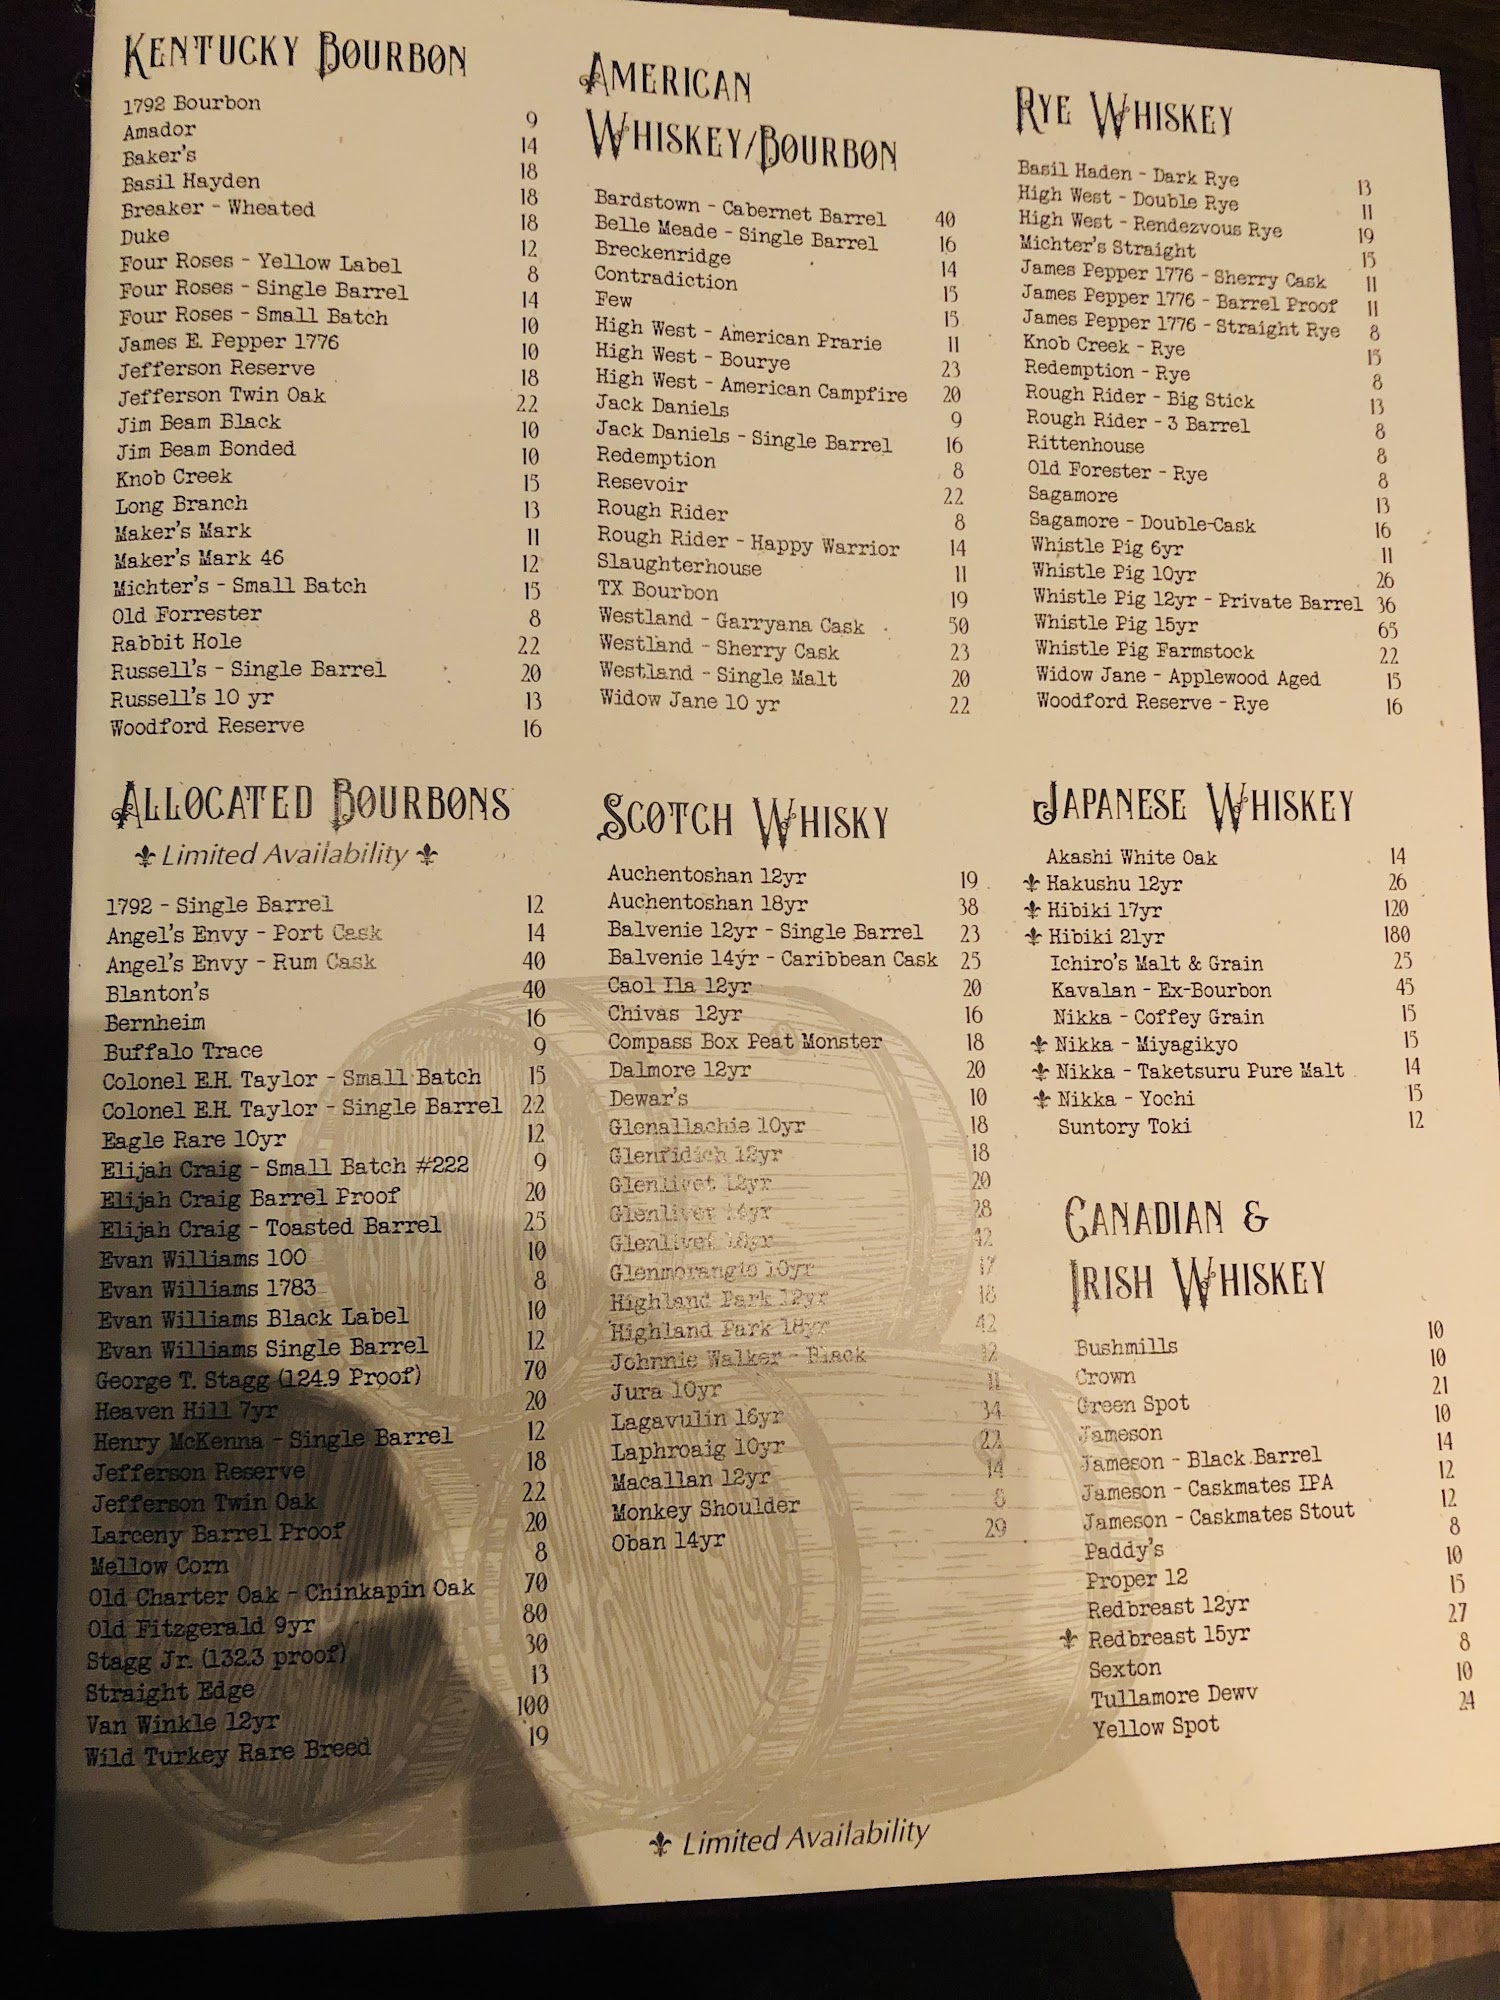 KENTUCKY BOURBON
1792 Bourbon 9
Amador 14
Baker's 18
Basil Hayden 18
Breaker - Wheated 18
Duke 12
Four Roses - Yellow Label 8
Four Roses - Single Barrel 14
Four Roses - Small Batch 10
James E. Pepper 1776 10
Jefferson Reserve 18
Jefferson Twin Oak 22
Jim Beam Black 10
Jim Beam Bonded 10
Knob Creek 15
Long Branch 13
Maker's Mark 11
Maker's Mark 46 12
Michter's - Small Batch 15
Old Forrester 8
Rabbit Hole 22
Russell's - Single Barrel 20
Russell's 10 yr 13
Woodford Reserve 16
AMERICAN
WHISKEY/BOURBON
Bardstown - Cabernet Barrel 40
Belle Meade - Single Barrel 16
Breckenridge 14
Contradiction 15
Few 15
High West - American Prarie 11
High West - Bourye 23
High West - American Campfire 20
Jack Daniels 9
Jack Daniels - Single Barrel 16
Redemption 8
Resevoir 22
Rough Rider 8
Rough Rider - Happy Warrior 14
Slaughterhouse 11
TX Bourbon 19
Westland - Garryana Cask 50
Westland - Sherry Cask 23
Westland - Single Malt 20
Widow Jane 10 yr 22
RYE WHISKEY
Basil Haden - Dark Rye 13
High West - Double Rye 11
High West - Rendezvous Rye 19
Michter's Straight 15
James Pepper 1776 - Sherry Cask 11
James Pepper 1776 - Barrel Proof 11
James Pepper 1776 - Straight Rye 8
Knob Creek - Rye 15
Redemption - Rye 8
Rough Rider - Big Stick 13
Rough Rider - 3 Barrel 8
Rittenhouse 8
Old Forester - Rye 8
Sagamore 13
Sagamore - Double-Cask 16
Whistle Pig 6yr 11
Whistle Pig 10yr 26
Whistle Pig 12yr - Private Barrel 36
Whistle Pig 15yr 65
Whistle Pig Farmstock 22
Widow Jane - Applewood Aged 15
Woodford Reserve - Rye 16
ALLOCATED BOURBONS
⚜ Limited Availability ⚜
1792 - Single Barrel 12
Angel's Envy - Port Cask 14
Angel's Envy - Rum Cask 40
Blanton's 40
Bernheim 16
Buffalo Trace 9
Colonel E.H. Taylor - Small Batch 15
Colonel E.H. Taylor - Single Barrel 22
Eagle Rare 10yr 12
Elijah Craig - Small Batch #222 9
Elijah Craig Barrel Proof 20
Elijah Craig - Toasted Barrel 25
Evan Williams 100 10
Evan Williams 1783 8
Evan Williams Black Label 10
Evan Williams Single Barrel 12
George T. Stagg (124.9 Proof) 70
Heaven Hill 7yr 20
Henry McKenna - Single Barrel 12
Jefferson Reserve 18
Jefferson Twin Oak 22
Larceny Barrel Proof 20
Mellow Corn 8
Old Charter Oak - Chinkapin Oak 70
Old Fitzgerald 9yr 80
Stagg Jr. (132.3 proof) 30
Straight Edge 13
Van Winkle 12yr 100
Wild Turkey Rare Breed 19
SCOTCH WHISKY
Auchentoshan 12yr 19
Auchentoshan 18yr 38
Balvenie 12yr - Single Barrel 23
Balvenie 14yr - Caribbean Cask 25
Caol Ila 12yr 20
Chivas 12yr 16
Compass Box Peat Monster 18
Dalmore 12yr 20
Dewar's 10
Glenallachie 10yr 18
Glenfidich 12yr 18
Glenlivet 12yr 20
Glenlivet 14yr 28
Glenlivet 18yr 42
Glenmorangie 10yr 17
Highland Park 12yr 18
Highland Park 18yr 42
Johnnie Walker - Black 12
Jura 10yr 11
Lagavulin 16yr 34
Laphroaig 10yr 22
Macallan 12yr 14
Monkey Shoulder 8
Oban 14yr 29
JAPANESE WHISKEY
Akashi White Oak 14
⚜ Hakushu 12yr 26
⚜ Hibiki 17yr 120
⚜ Hibiki 21yr 180
Ichiro's Malt & Grain 25
Kavalan - Ex-Bourbon 45
Nikka - Coffey Grain 15
⚜ Nikka - Miyagikyo 15
⚜ Nikka - Taketsuru Pure Malt 14
⚜ Nikka - Yochi 15
Suntory Toki 12
CANADIAN &
IRISH WHISKEY
Bushmills 10
Crown 10
Green Spot 21
Jameson 10
Jameson - Black Barrel 14
Jameson - Caskmates IPA 12
Jameson - Caskmates Stout 12
Paddy's 8
Proper 12 10
Redbreast 12yr 15
⚜ Redbreast 15yr 27
Sexton 8
Tullamore Dewv 10
Yellow Spot 24
⚜ Limited Availability